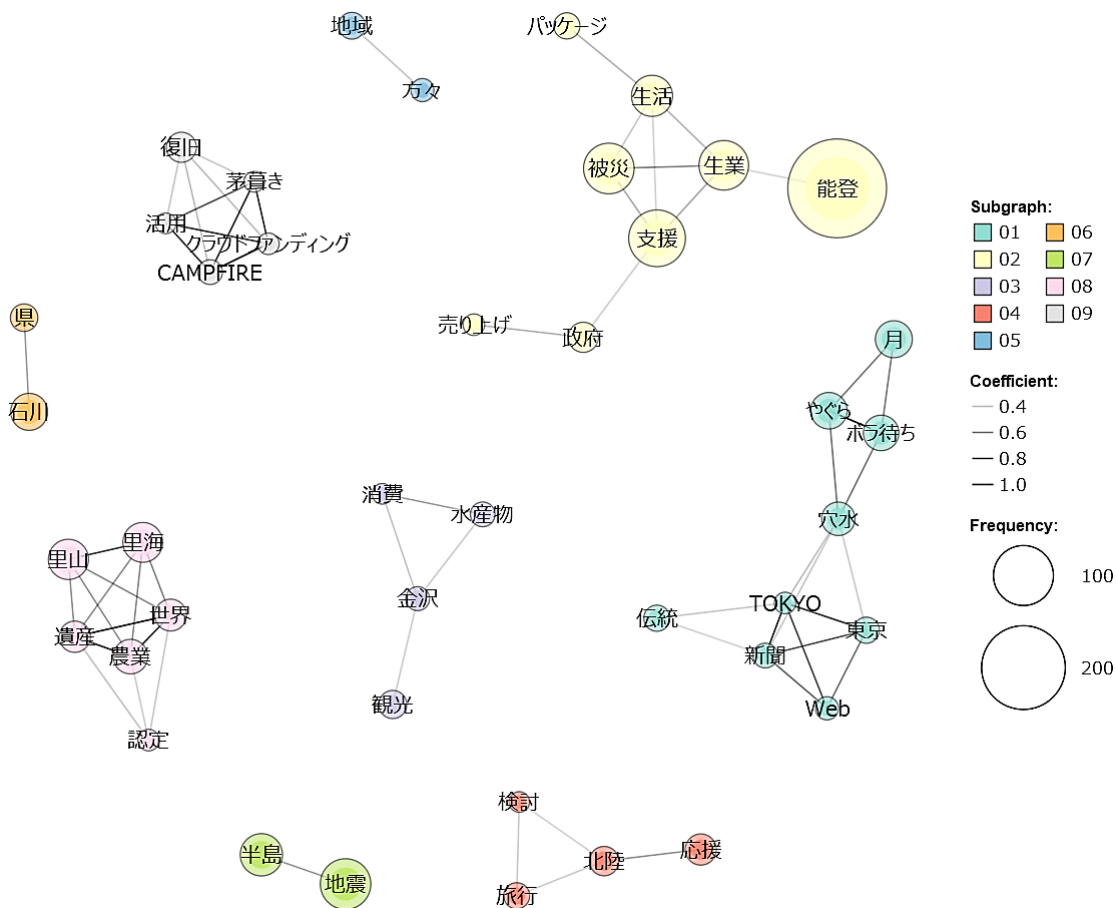 地域
パッケージ
方々
生活
復旧
茅葺き
被災
生業
能登
活用
クラウドファンディング
支援
CAMPFIRE
県
売り上げ
政府
石川
月
やぐら
ボラ待ち
消費
水産物
穴水
里海
里山
金沢
TOKYO
世界
伝統
東京
遺産
農業
新聞
観光
Web
認定
検討
半島
北陸
応援
地震
旅行
Subgraph:
01 06
02 07
03 08
04 09
05
Coefficient:
0.4
0.6
0.8
1.0
Frequency:
100
200